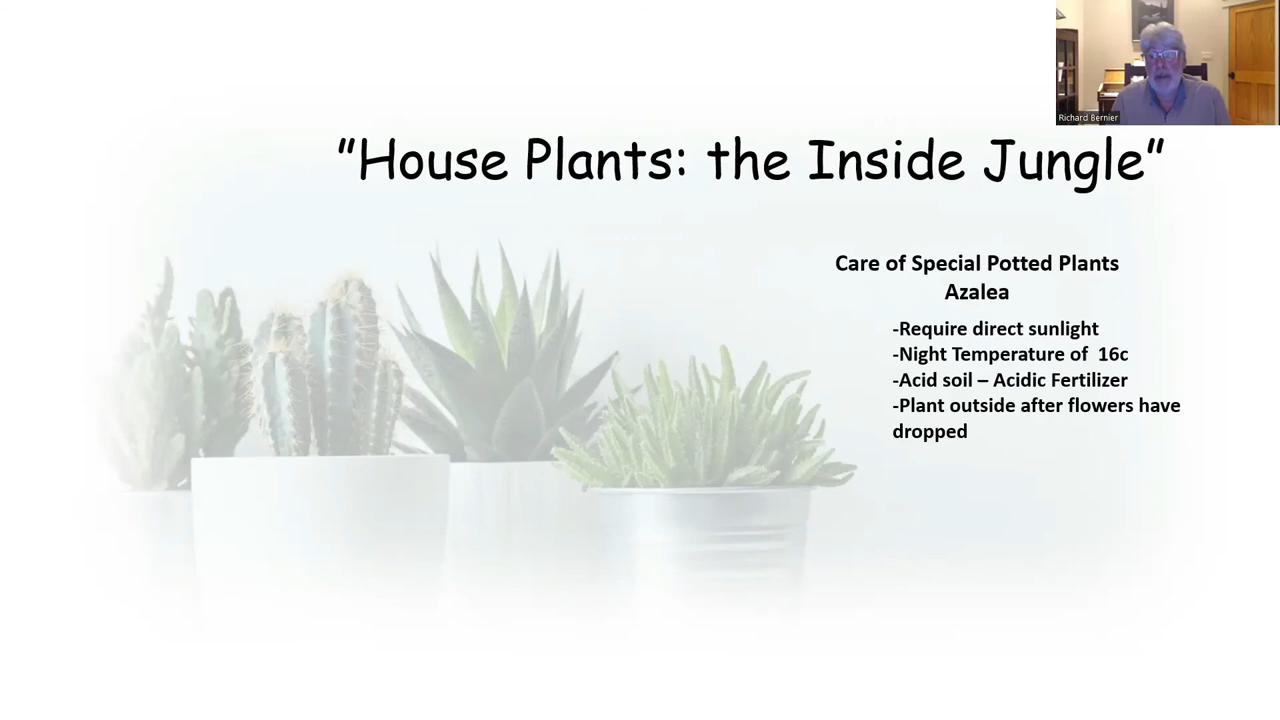 Richard Bernier
"House Plants: the Inside Jungle"
Care of Special Potted Plants
Azalea
-Require direct sunlight
-Night Temperature of  16c
-Acid soil – Acidic Fertilizer
-Plant outside after flowers have
dropped